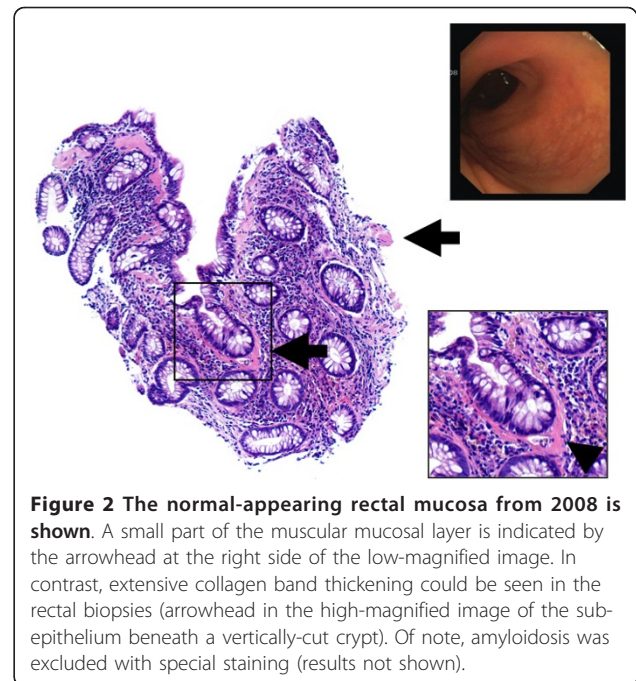 Figure 2 The normal-appearing rectal mucosa from 2008 is
shown. A small part of the muscular mucosal layer is indicated by
the arrowhead at the right side of the low-magnified image. In
contrast, extensive collagen band thickening could be seen in the
rectal biopsies (arrowhead in the high-magnified image of the sub-
epithelium beneath a vertically-cut crypt). Of note, amyloidosis was
excluded with special staining (results not shown).